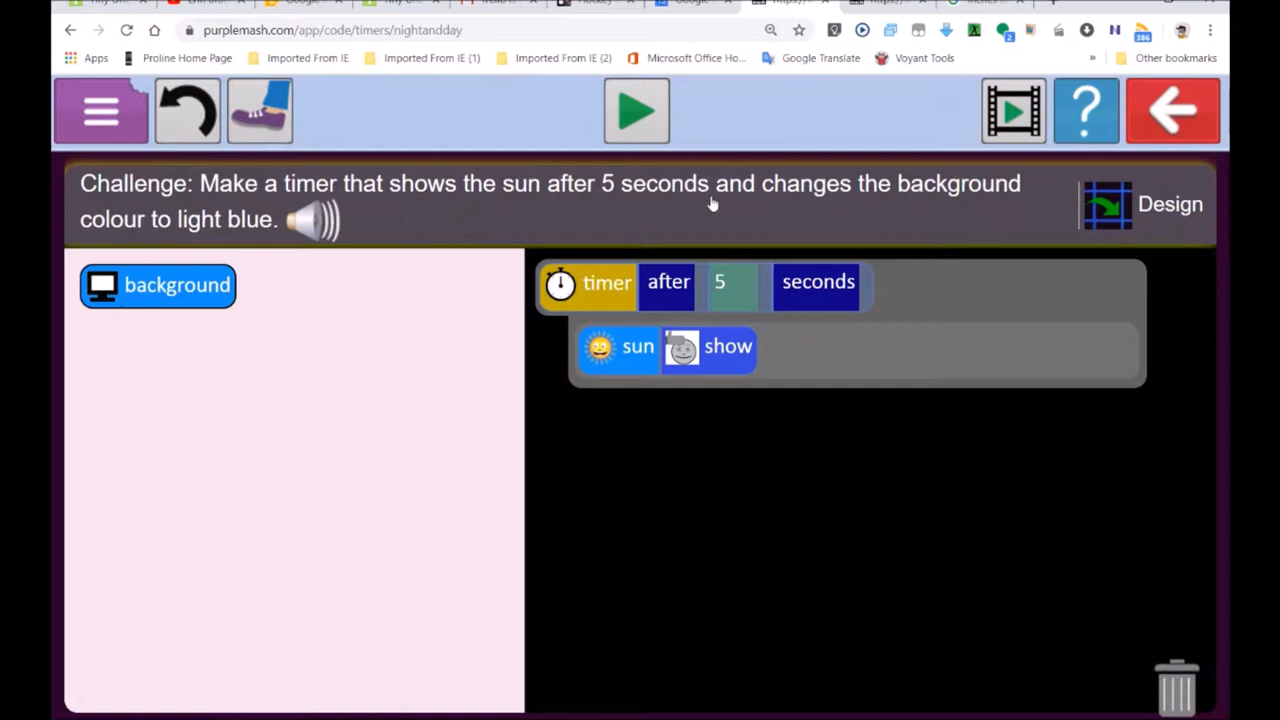 purplemash.com/app/code/timers/nightandday
386
Apps
Proline Home Page
Imported From IE
Imported From IE (1)
Imported From IE (2)
Microsoft Office Ho...
Google Translate
Voyant Tools
»
Other bookmarks
Challenge: Make a timer that shows the sun after 5 seconds and changes the background
colour to light blue.
Design
background
timer after 5 seconds
sun show